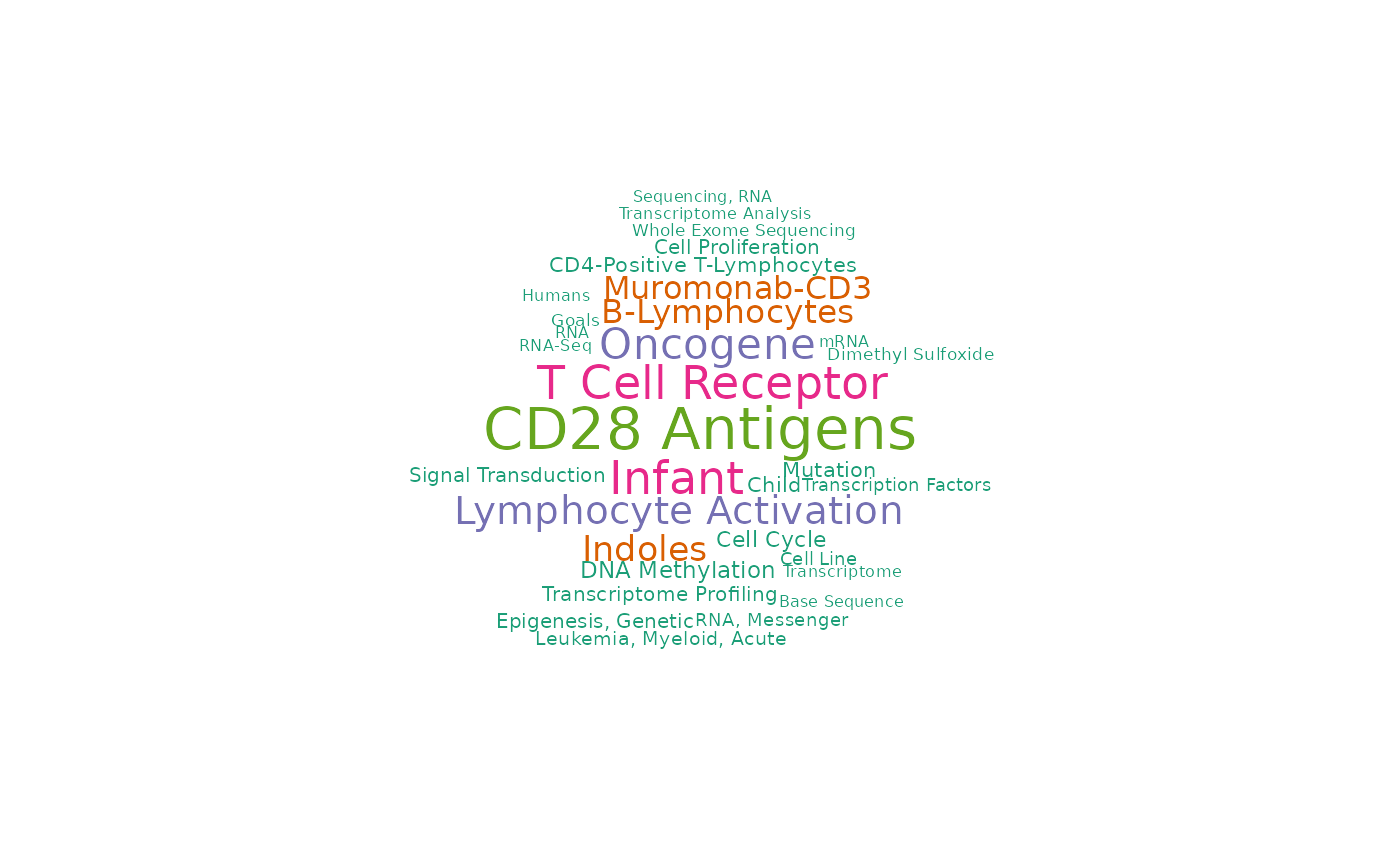 Sequencing, RNA
Transcriptome Analysis
Whole Exome Sequencing
Cell Proliferation
CD4-Positive T-Lymphocytes
Muromonab-CD3
Humans
B-Lymphocytes
Goals
RNA
Oncogene
mRNA
RNA-Seq
Dimethyl Sulfoxide
T Cell Receptor
CD28 Antigens
Signal Transduction
Infant
Mutation
Child
Transcription Factors
Lymphocyte Activation
Cell Cycle
Indoles
Cell Line
DNA Methylation
Transcriptome
Transcriptome Profiling
Base Sequence
Epigenesis, Genetic
RNA, Messenger
Leukemia, Myeloid, Acute